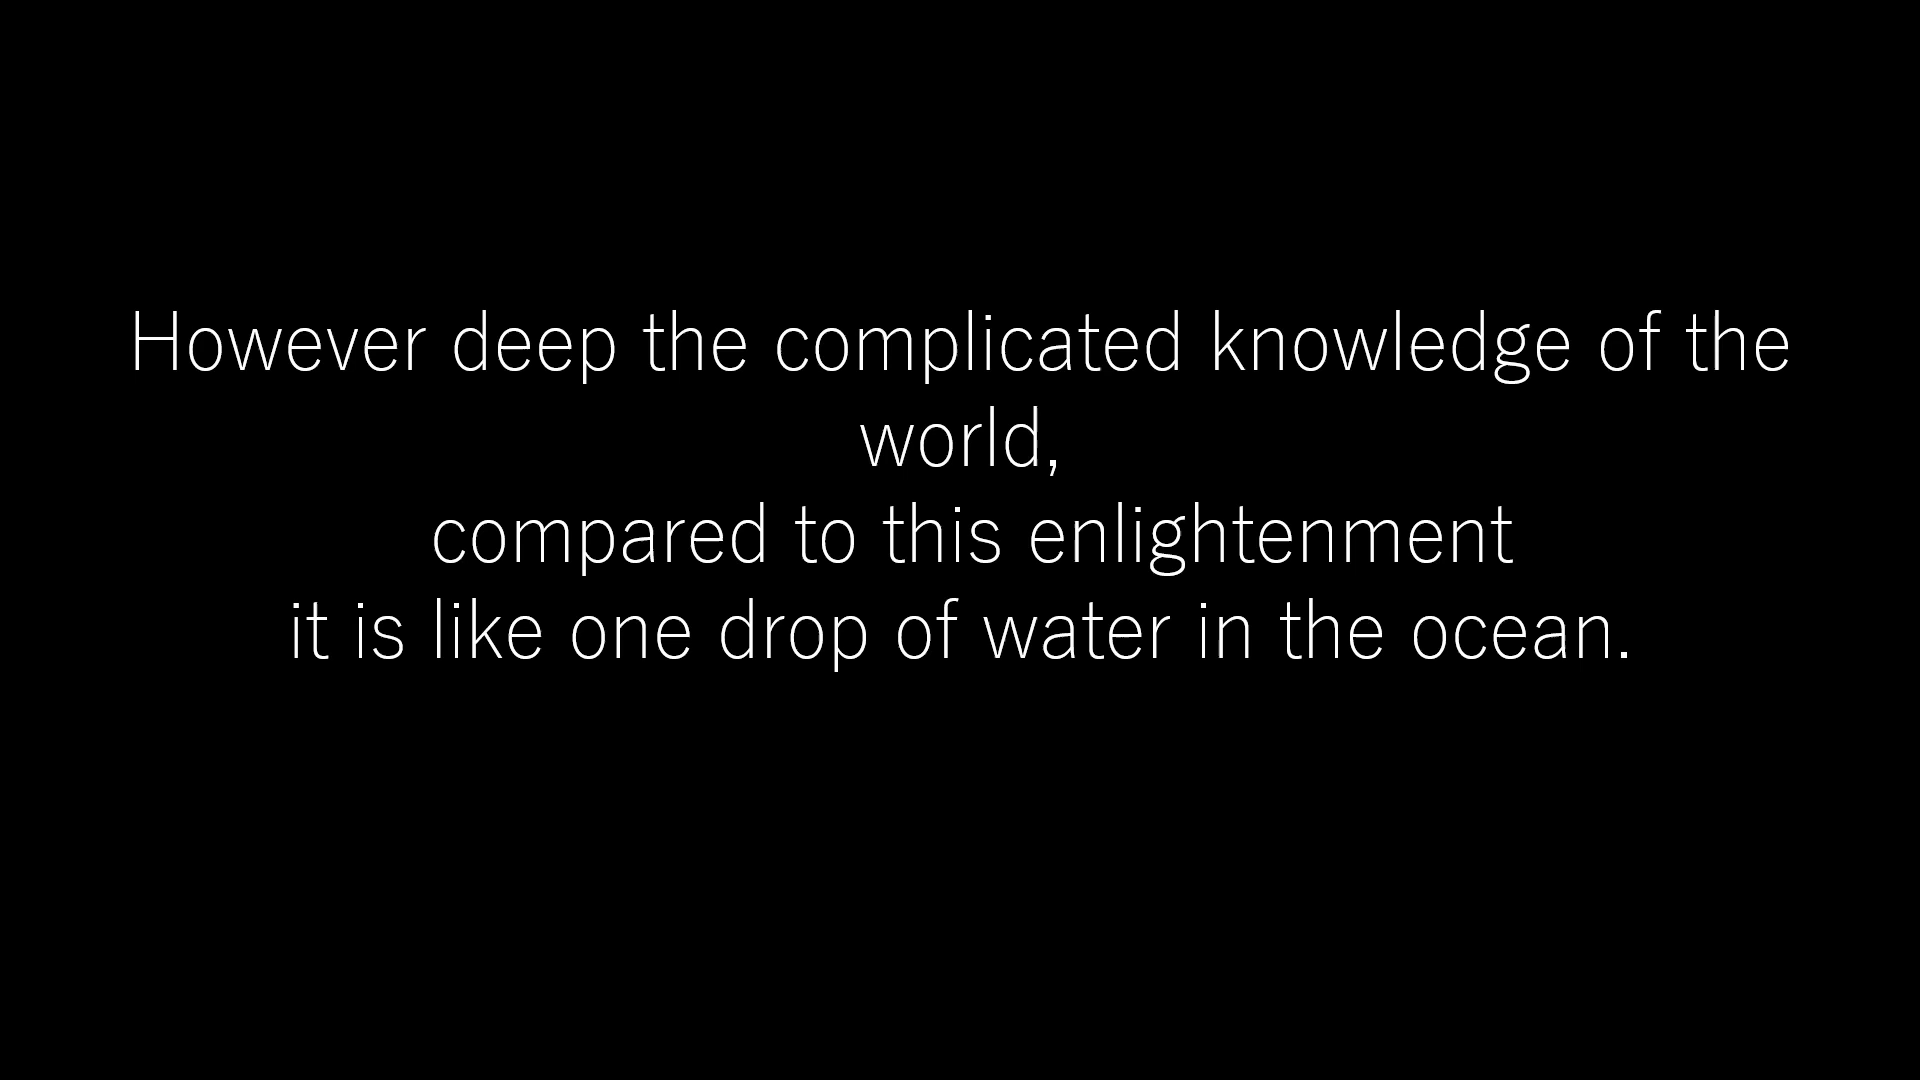 However deep the complicated knowledge of the
world,
compared to this enlightenment
it is like one drop of water in the ocean.